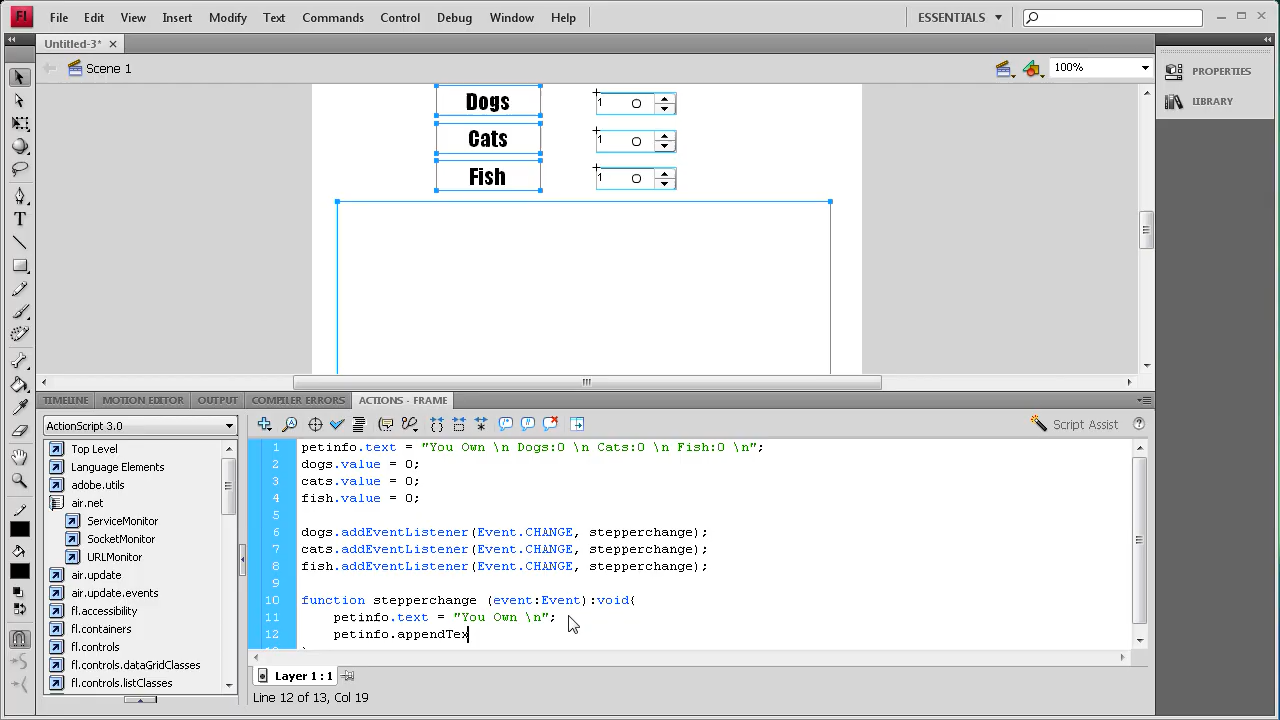 Fl File Edit View Insert Modify Text Commands Control Debug Window Help ESSENTIALS
Untitled-3*
Scene 1 100%
PROPERTIES
LIBRARY
Dogs 1
Cats 1
Fish 1
TIMELINE MOTION EDITOR OUTPUT COMPILER ERRORS ACTIONS - FRAME
ActionScript 3.0
Script Assist
Top Level
Language Elements
adobe.utils
air.net
ServiceMonitor
SocketMonitor
URLMonitor
air.update
air.update.events
fl.accessibility
fl.containers
fl.controls
fl.controls.dataGridClasses
fl.controls.listClasses
1 petinfo.text = "You Own \n Dogs:0 \n Cats:0 \n Fish:0 \n";
2 dogs.value = 0;
3 cats.value = 0;
4 fish.value = 0;
5
6 dogs.addEventListener(Event.CHANGE, stepperchange);
7 cats.addEventListener(Event.CHANGE, stepperchange);
8 fish.addEventListener(Event.CHANGE, stepperchange);
9
10 function stepperchange (event:Event):void{
11 petinfo.text = "You Own \n";
12 petinfo.appendTex
Layer 1 : 1
Line 12 of 13, Col 19